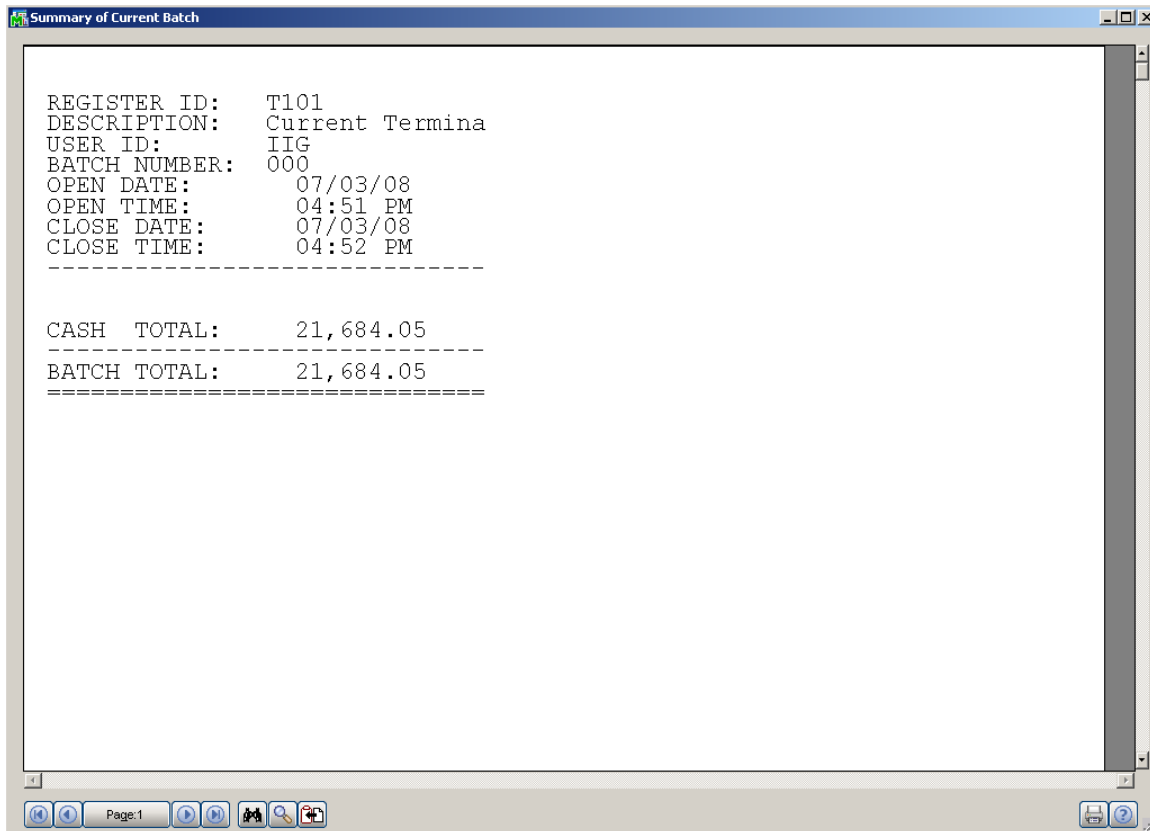 Summary of Current Batch
REGISTER ID: T101
DESCRIPTION: Current Termina
USER ID: IIG
BATCH NUMBER: 000
OPEN DATE: 07/03/08
OPEN TIME: 04:51 PM
CLOSE DATE: 07/03/08
CLOSE TIME: 04:52 PM
------------------------------
CASH TOTAL: 21,684.05
------------------------------
BATCH TOTAL: 21,684.05
==============================
Page:1